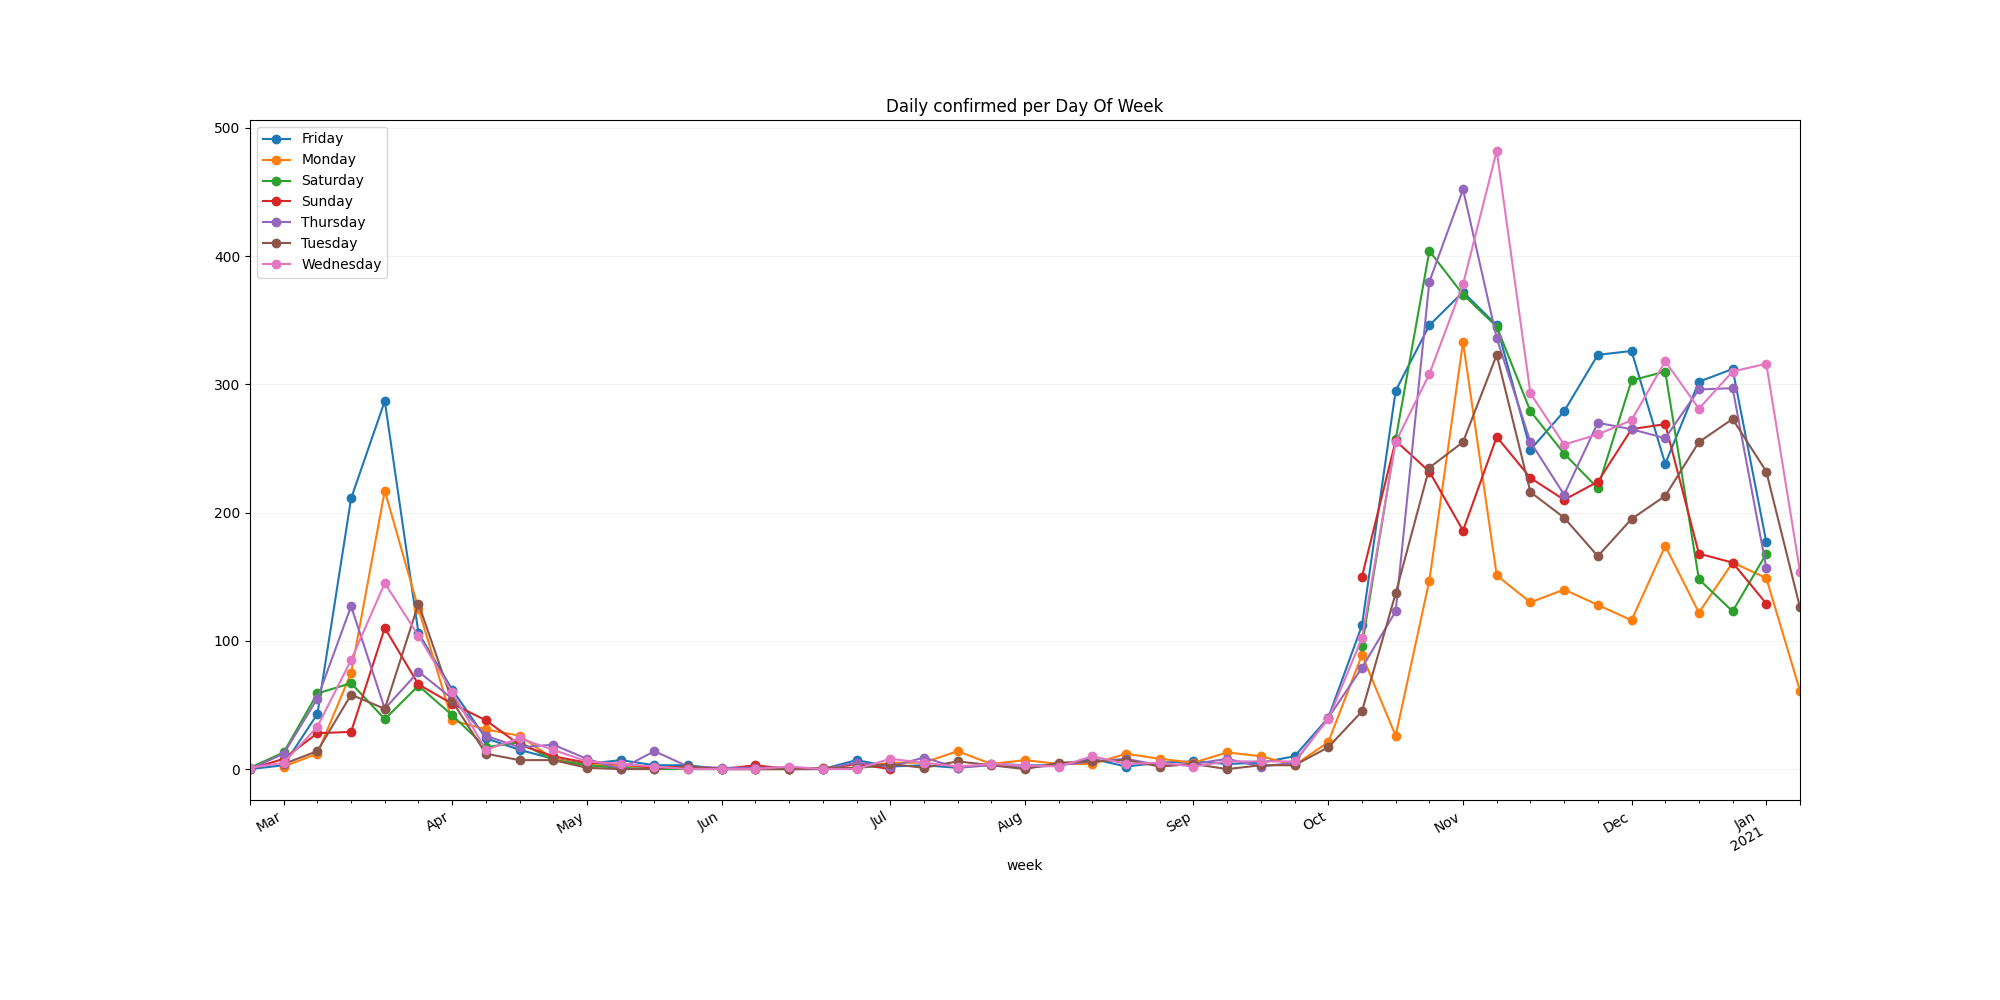 Daily confirmed per Day Of Week
500
400
300
200
100
0
Friday
Monday
Saturday
Sunday
Thursday
Tuesday
Wednesday
Mar
Apr
May
Jun
Jul
Aug
Sep
Oct
Nov
Dec
Jan
2021
week